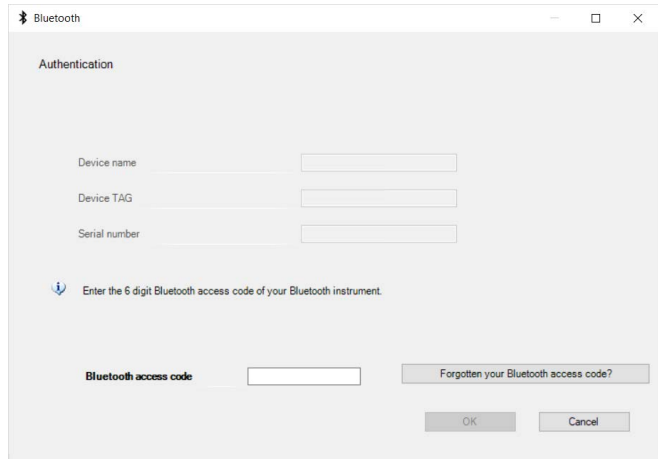 Bluetooth
Authentication
Device name
Device TAG
Serial number
Enter the 6 digit Bluetooth access code of your Bluetooth instrument.
Bluetooth access code
Forgotten your Bluetooth access code?
OK
Cancel